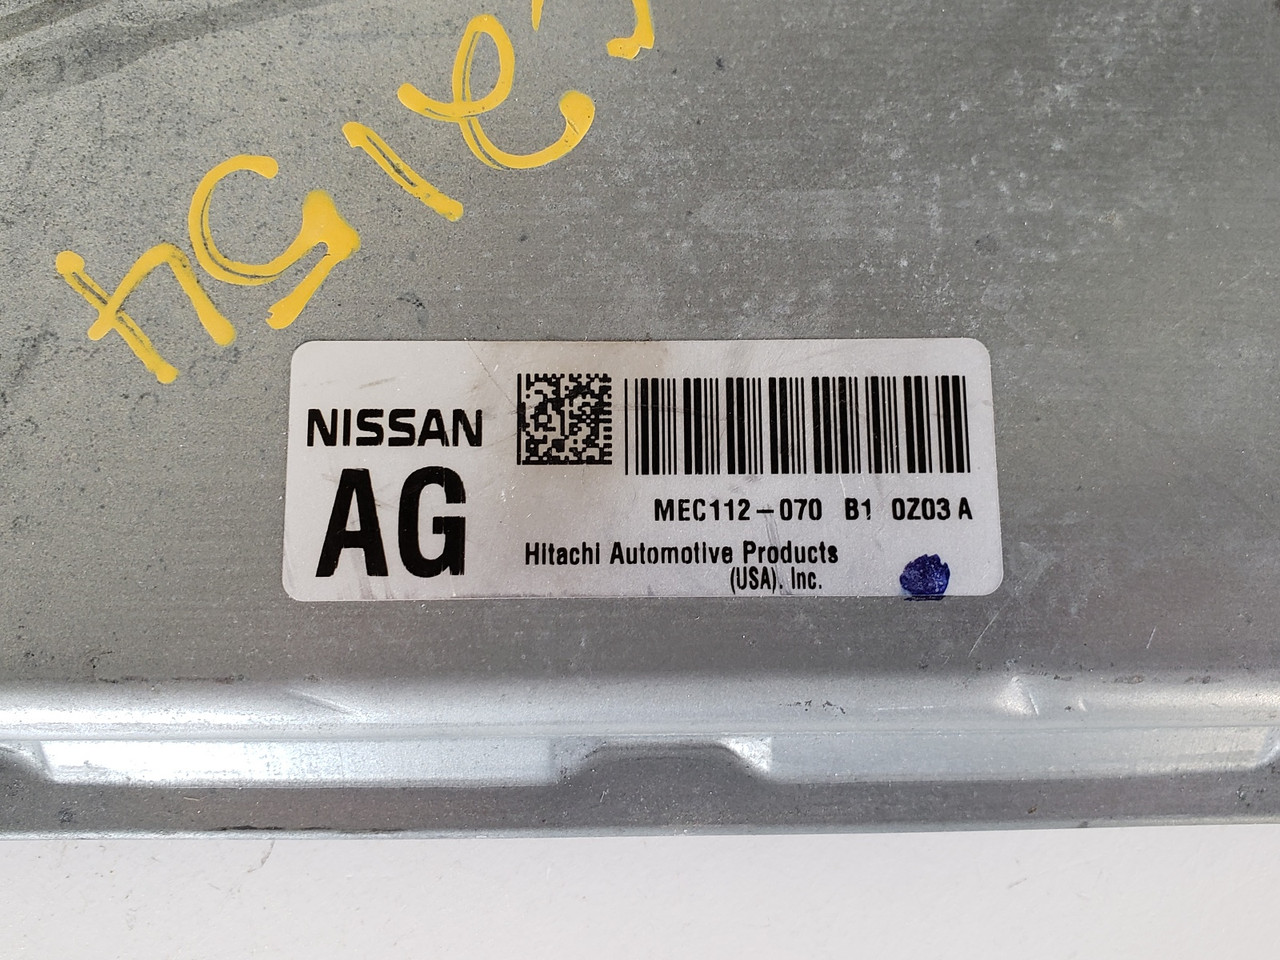 NISSAN
AG
MEC112-070 B1 0Z03 A
Hitachi Automotive Products
(USA), Inc.